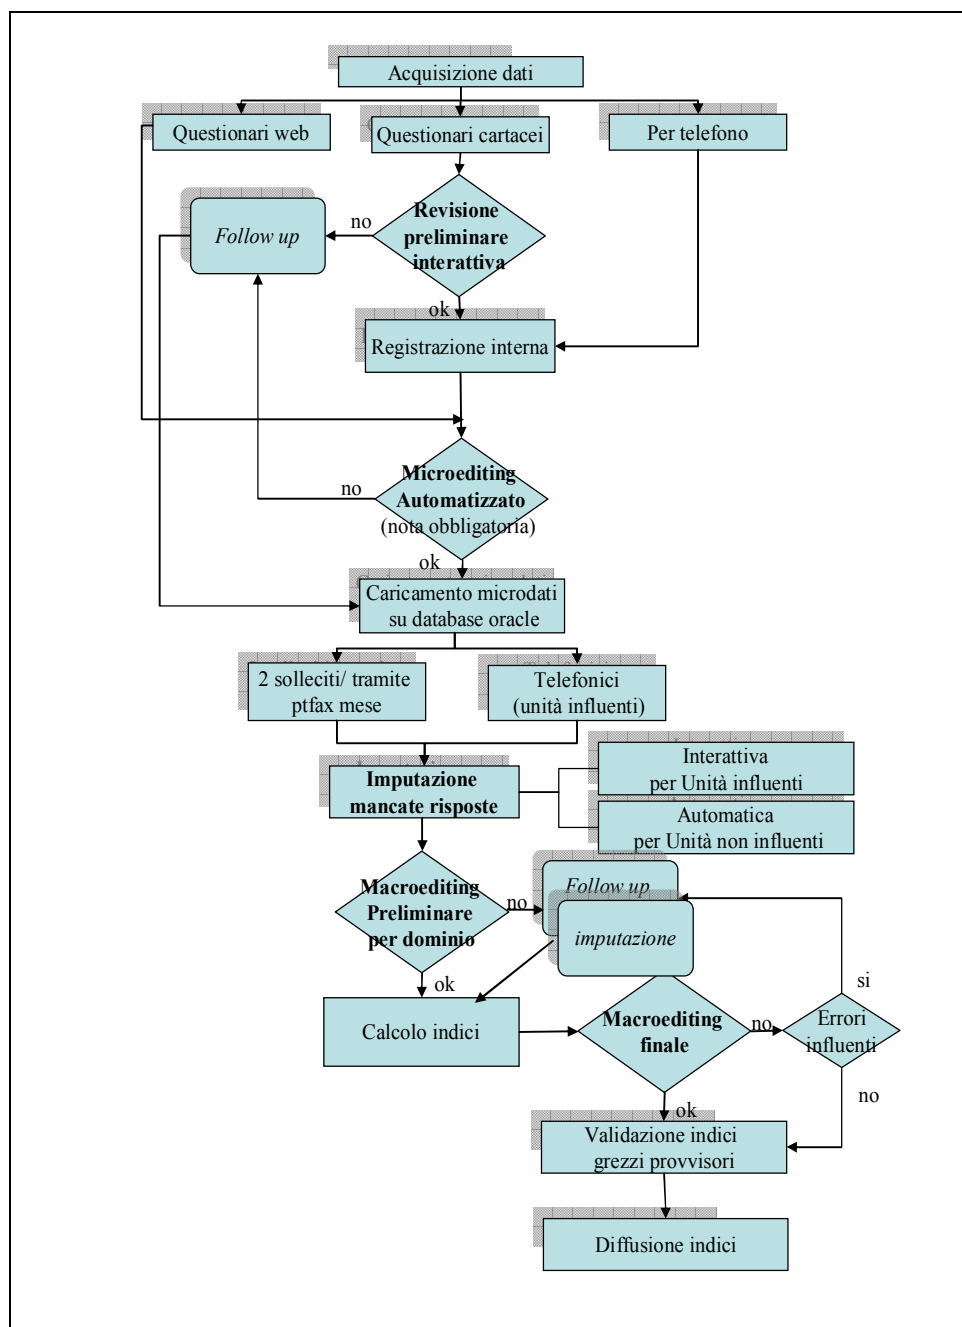 Acquisizione dati
Questionari web
Questionari cartacei
Per telefono
Revisione
preliminare
interattiva
no
Follow up
ok
Registrazione interna
Microediting
Automatizzato
(nota obbligatoria)
no
ok
Caricamento microdati
su database oracle
2 solleciti/ tramite
ptfax mese
Telefonici
(unità influenti)
Imputazione
mancate risposte
Interattiva
per Unità influenti
Automatica
per Unità non influenti
Macroediting
Preliminare
per dominio
no
Follow up
imputazione
ok
Calcolo indici
Macroediting
finale
no
Errori
influenti
si
no
ok
Validazione indici
grezzi provvisori
Diffusione indici